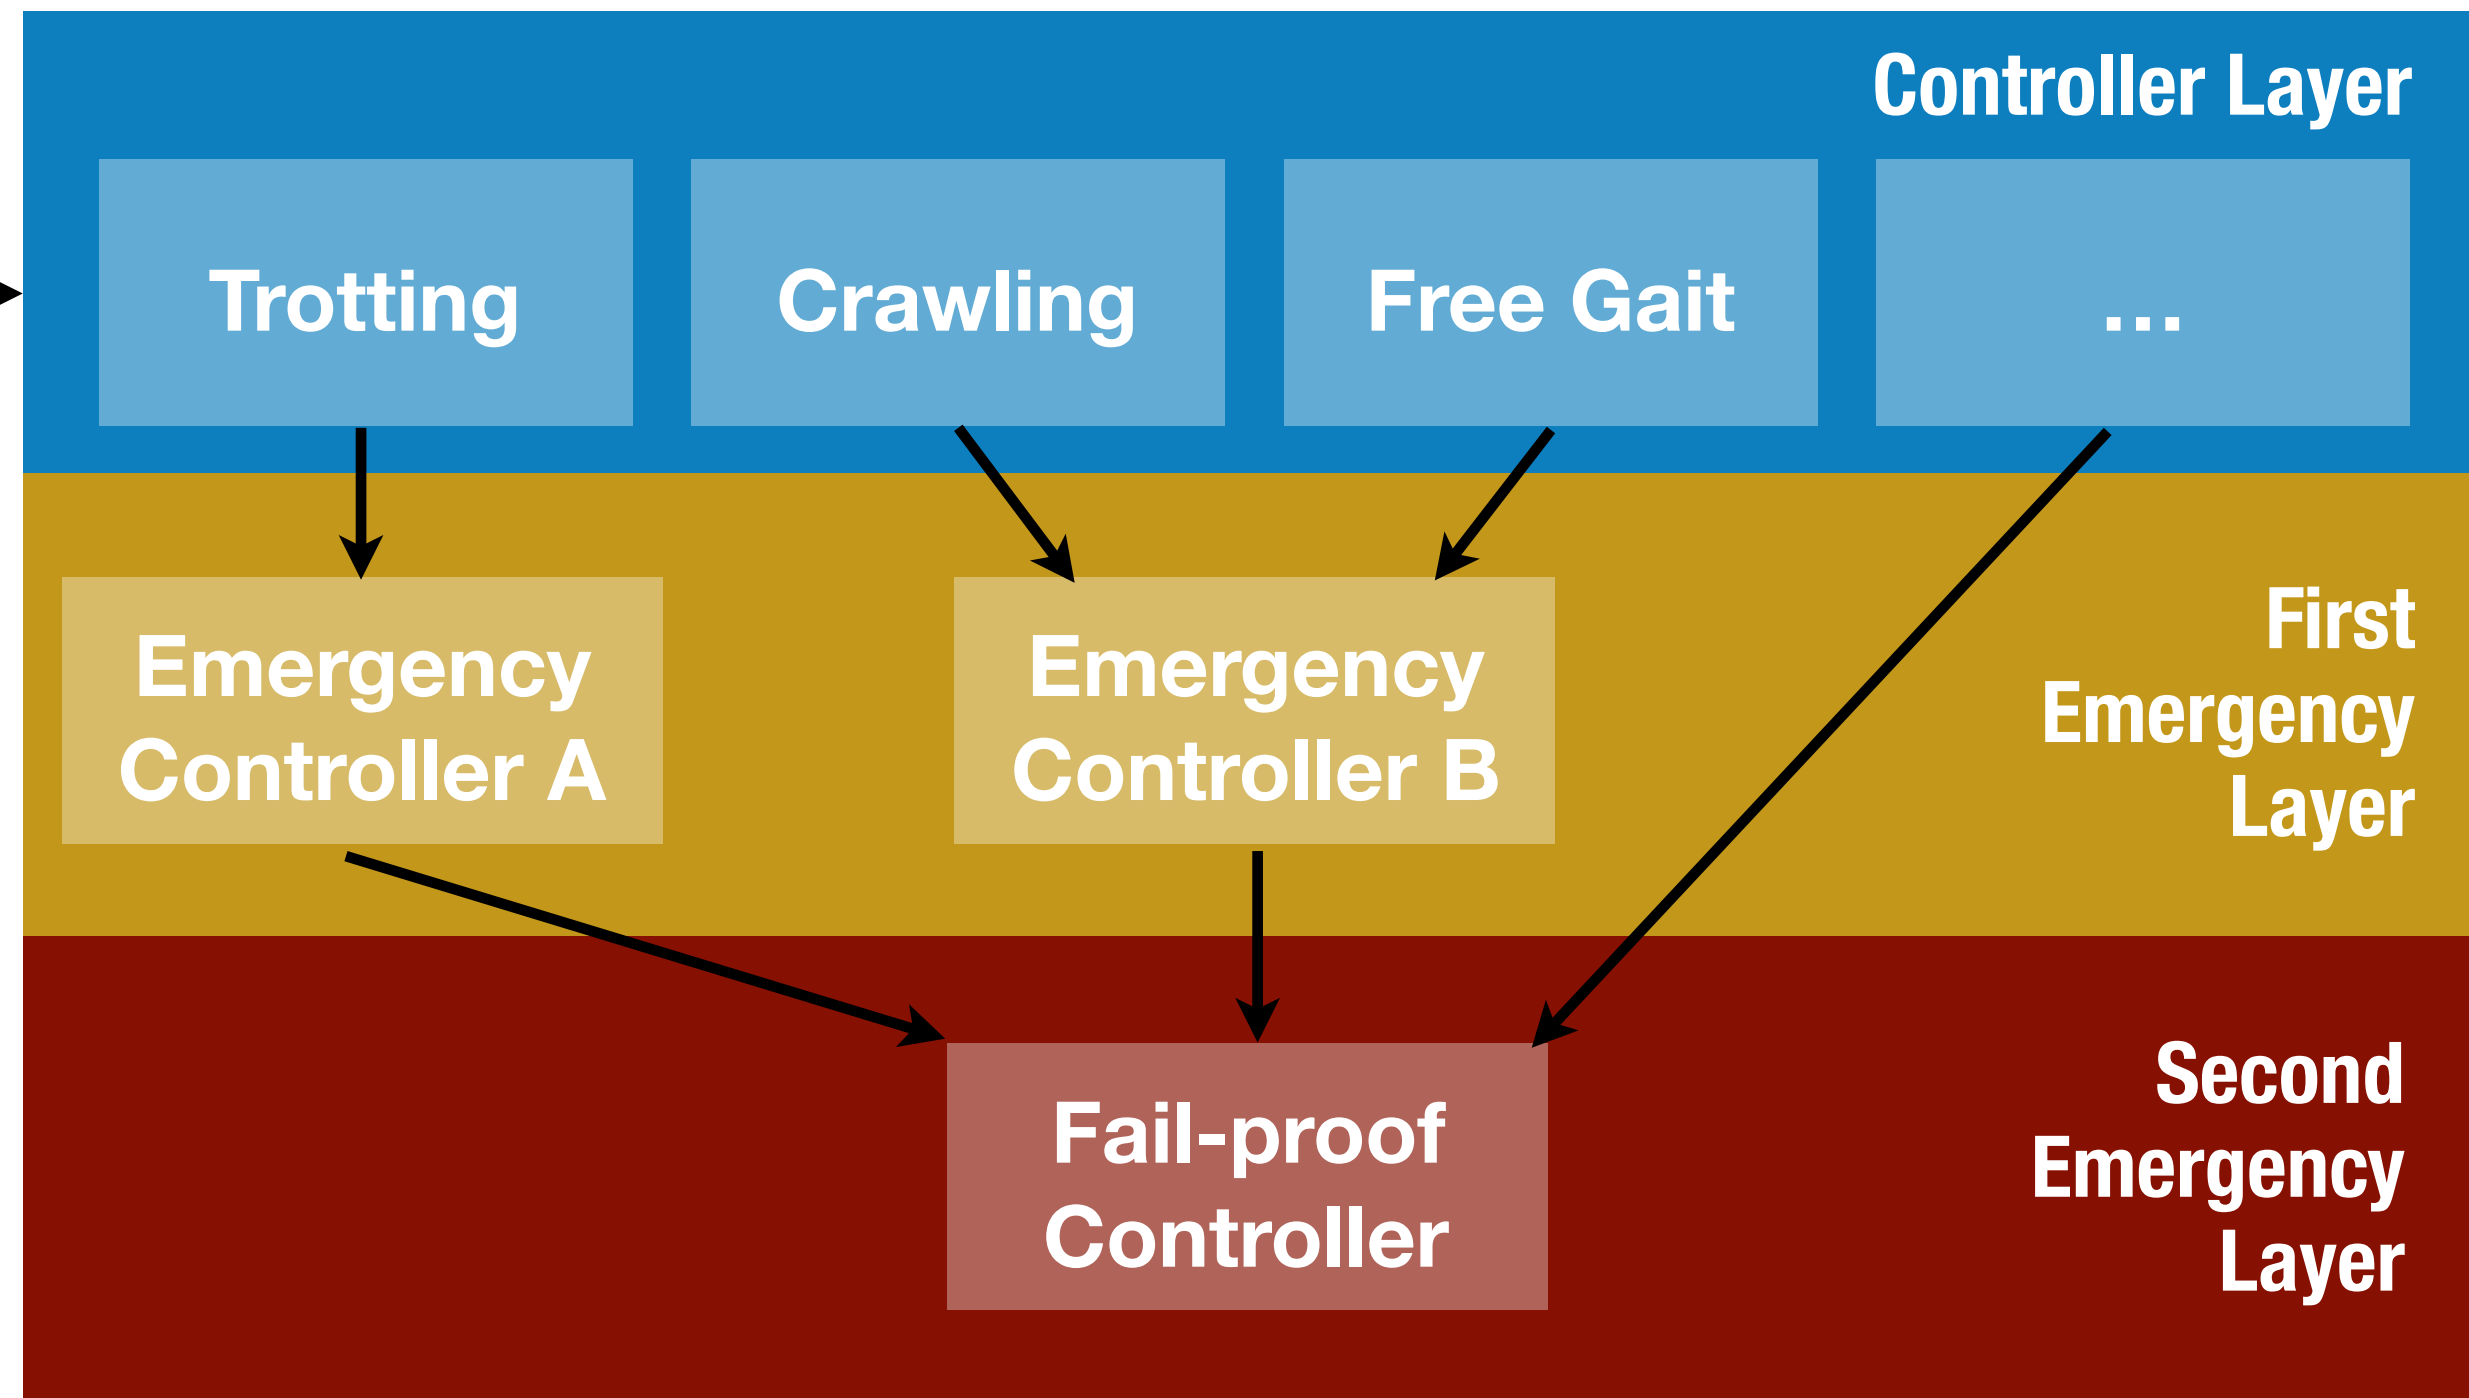 Controller Layer
Trotting
Crawling
Free Gait
...
Emergency
Controller A
Emergency
Controller B
First
Emergency
Layer
Fail-proof
Controller
Second
Emergency
Layer